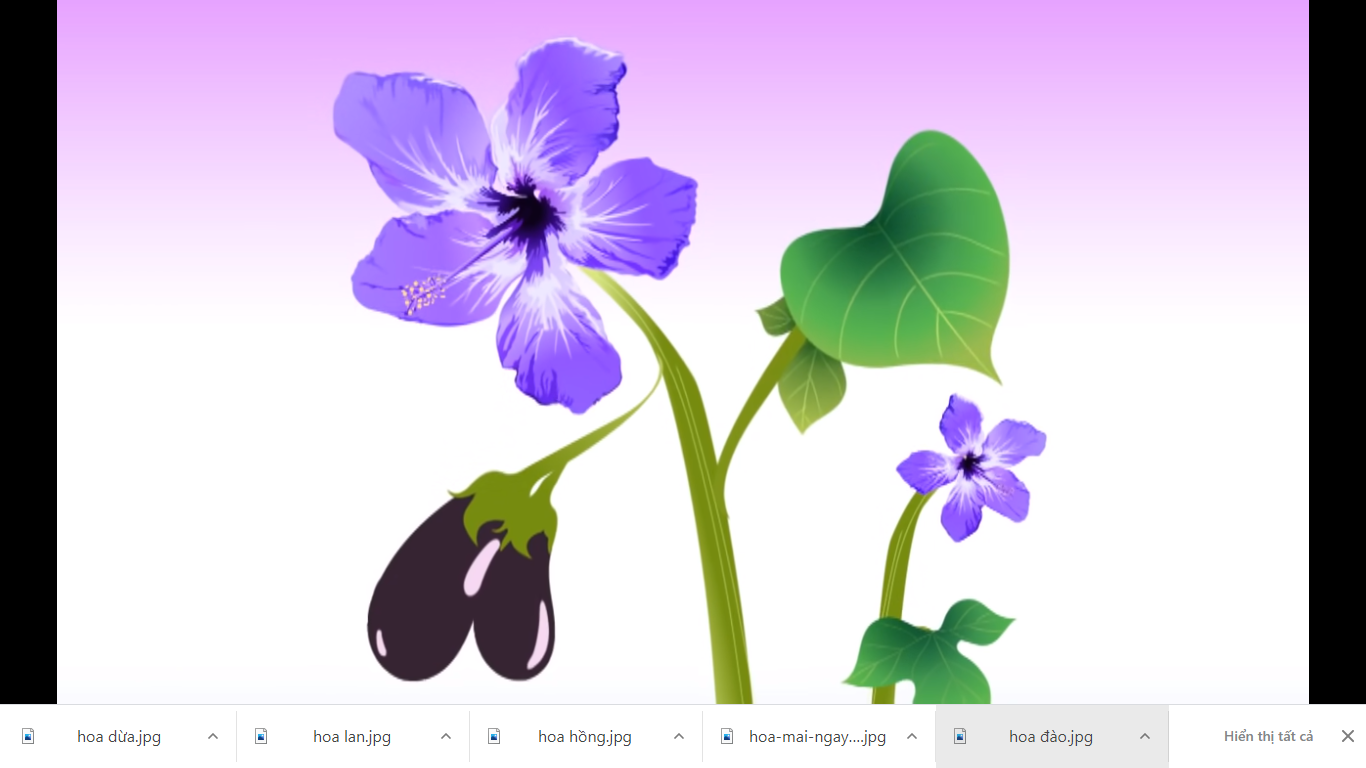 hoa dừa.jpg
hoa lan.jpg
hoa hồng.jpg
hoa-mai-ngay....jpg
hoa đào.jpg
Hiển thị tất cả